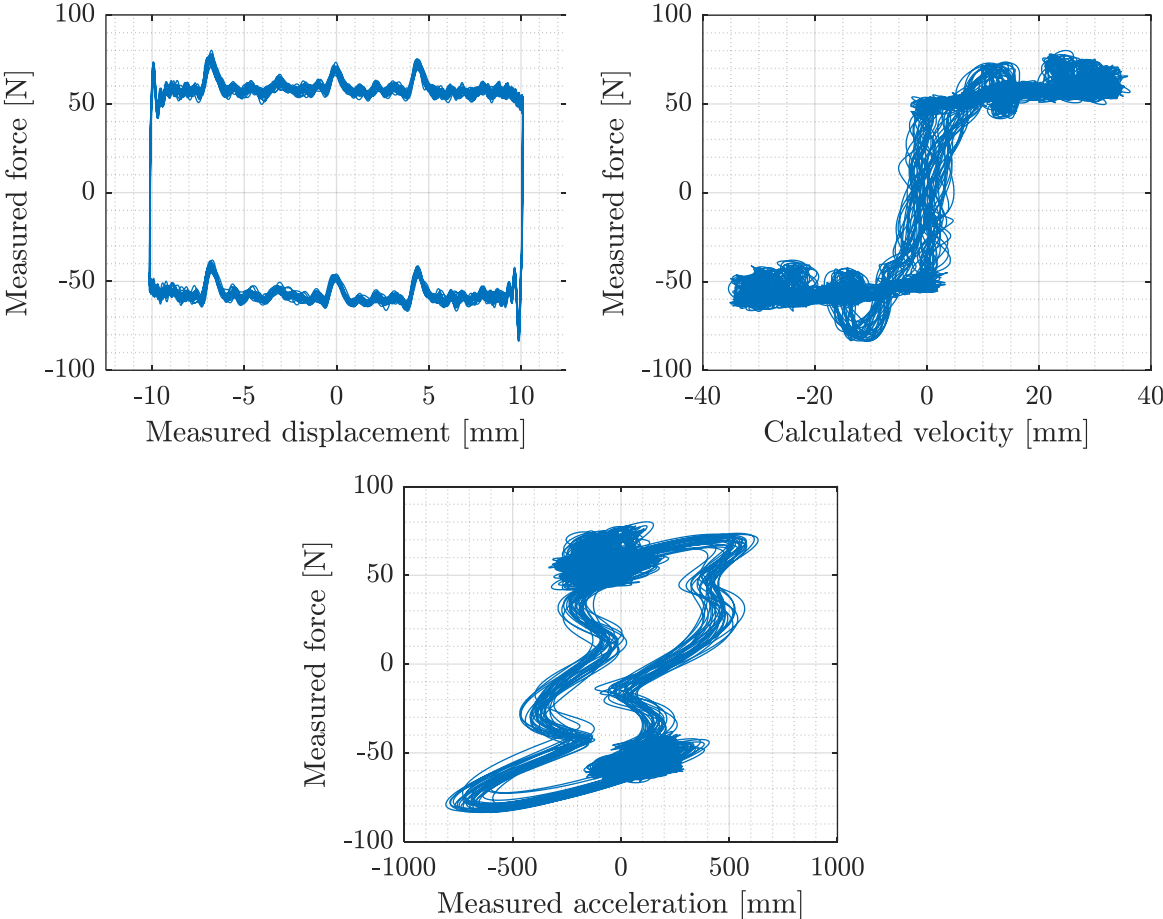 100
50
0
-50
-100
-10 -5 0 5 10
Measured displacement [mm]
Measured force [N]
100
50
0
-50
-100
-40 -20 0 20 40
Calculated velocity [mm]
Measured force [N]
100
50
0
-50
-100
-1000 -500 0 500 1000
Measured acceleration [mm]
Measured force [N]